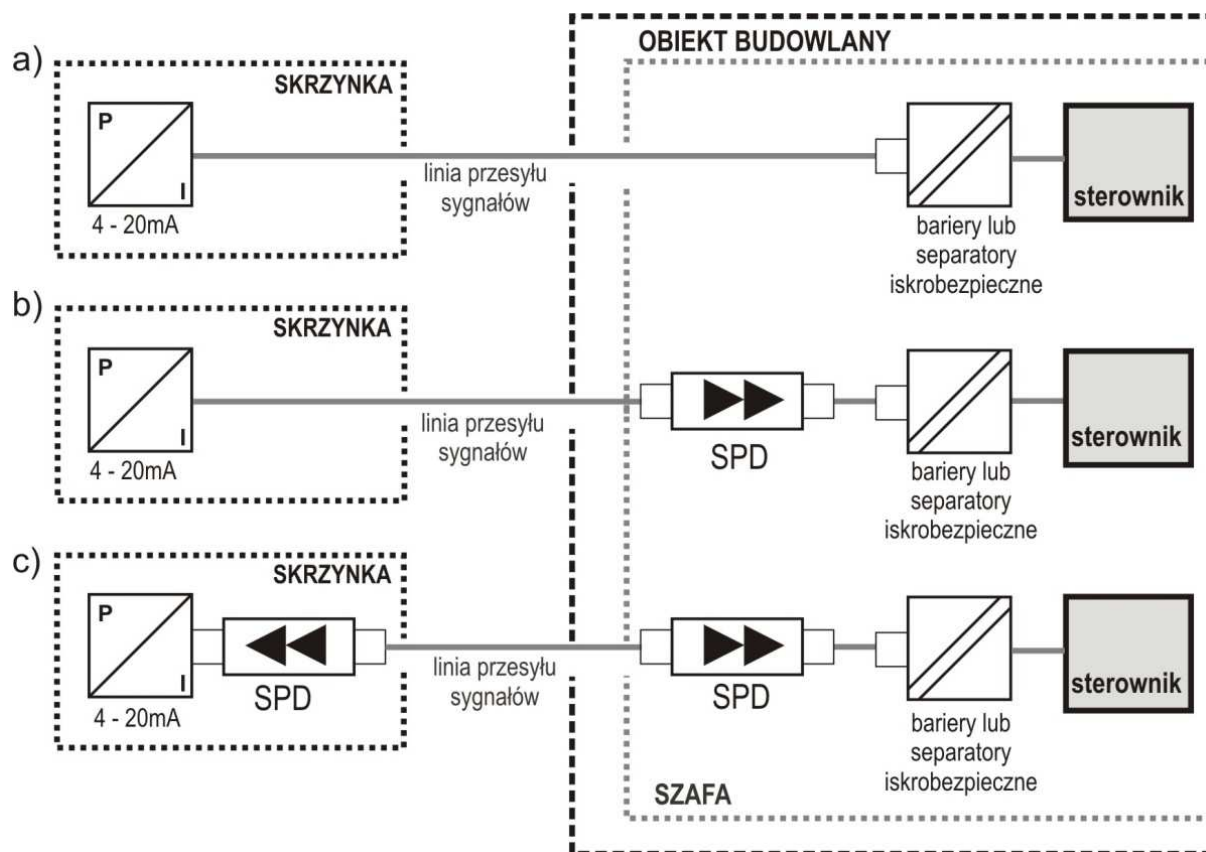 OBIEKT BUDOWLANY
a)
SKRZYNKA
P
I
4 - 20mA
linia przesyłu
sygnałów
bariery lub
separatory
iskrobezpieczne
sterownik
b)
SKRZYNKA
P
I
4 - 20mA
linia przesyłu
sygnałów
SPD
bariery lub
separatory
iskrobezpieczne
sterownik
c)
SKRZYNKA
P
I
4 - 20mA
SPD
linia przesyłu
sygnałów
SPD
bariery lub
separatory
iskrobezpieczne
sterownik
SZAFA